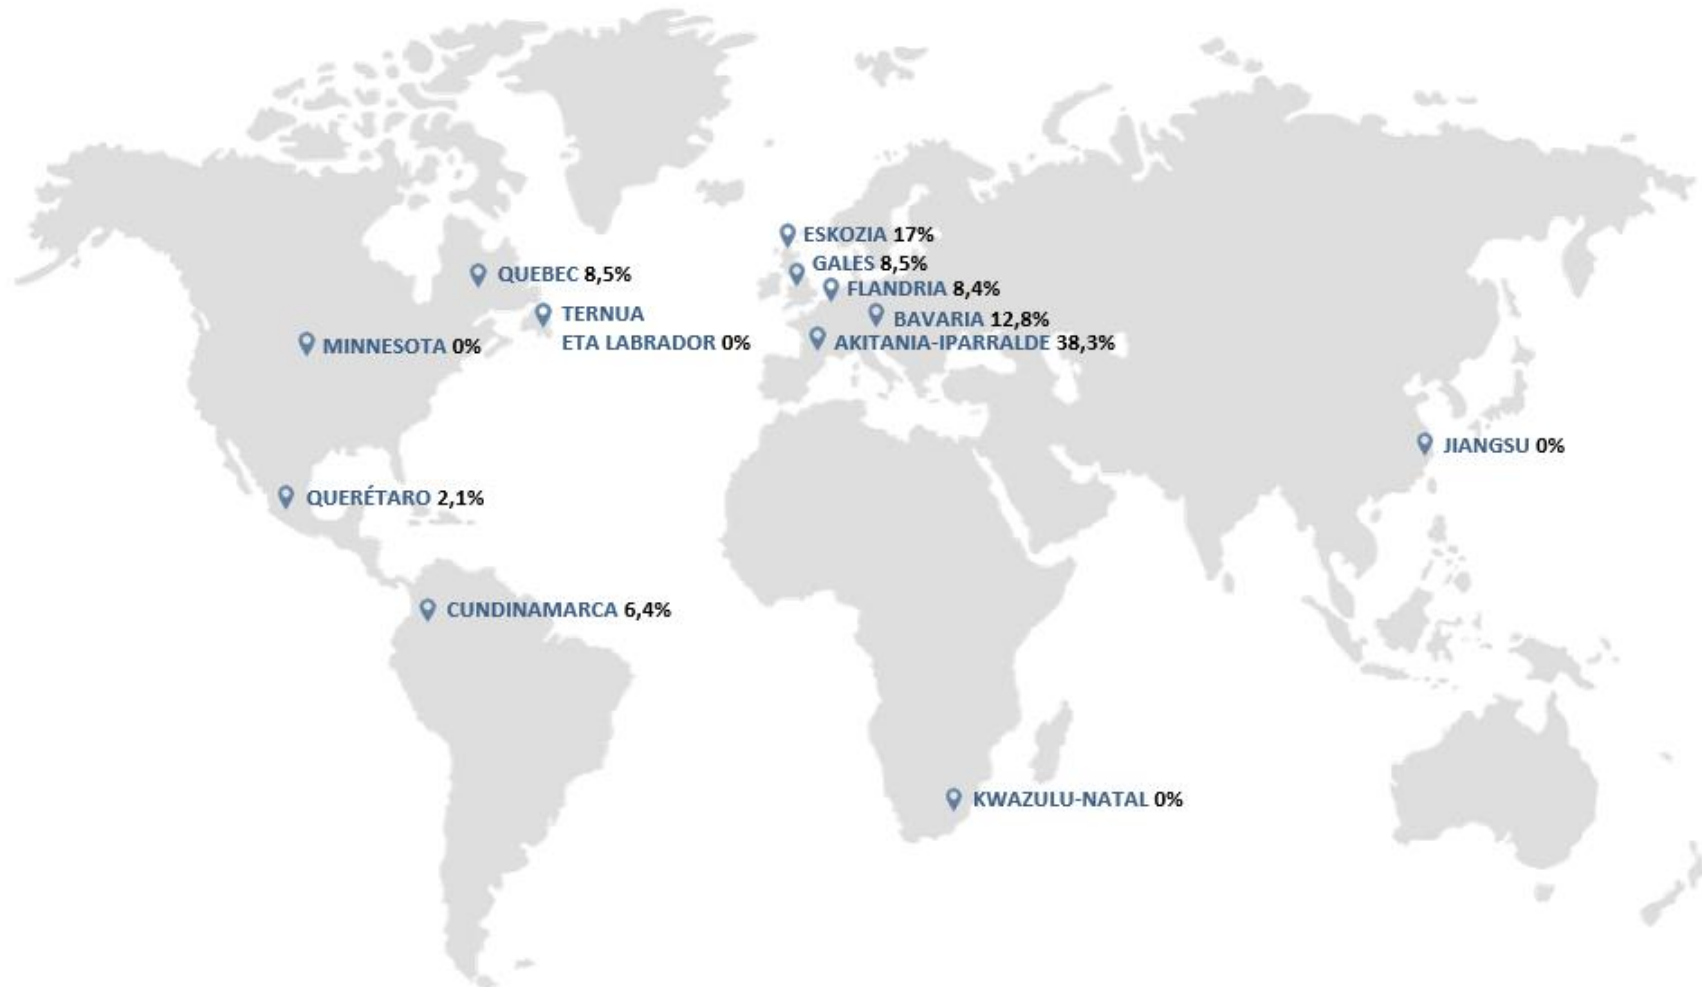 ESKOZIA 17%
GALES 8,5%
QUEBEC 8,5%
FLANDRIA 8,4%
TERNUA
ETA LABRADOR 0%
BAVARIA 12,8%
MINNESOTA 0%
AKITANIA-IPARRALDE 38,3%
JIANGSU 0%
QUERÉTARO 2,1%
CUNDINAMARCA 6,4%
KWAZULU-NATAL 0%